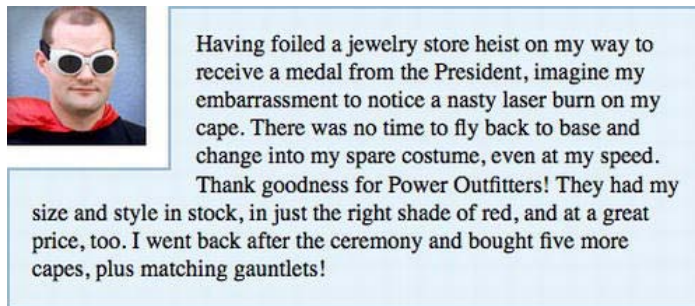 Having foiled a jewelry store heist on my way to
receive a medal from the President, imagine my
embarrassment to notice a nasty laser burn on my
cape. There was no time to fly back to base and
change into my spare costume, even at my speed.
Thank goodness for Power Outfitters! They had my
size and style in stock, in just the right shade of red, and at a great
price, too. I went back after the ceremony and bought five more
capes, plus matching gauntlets!